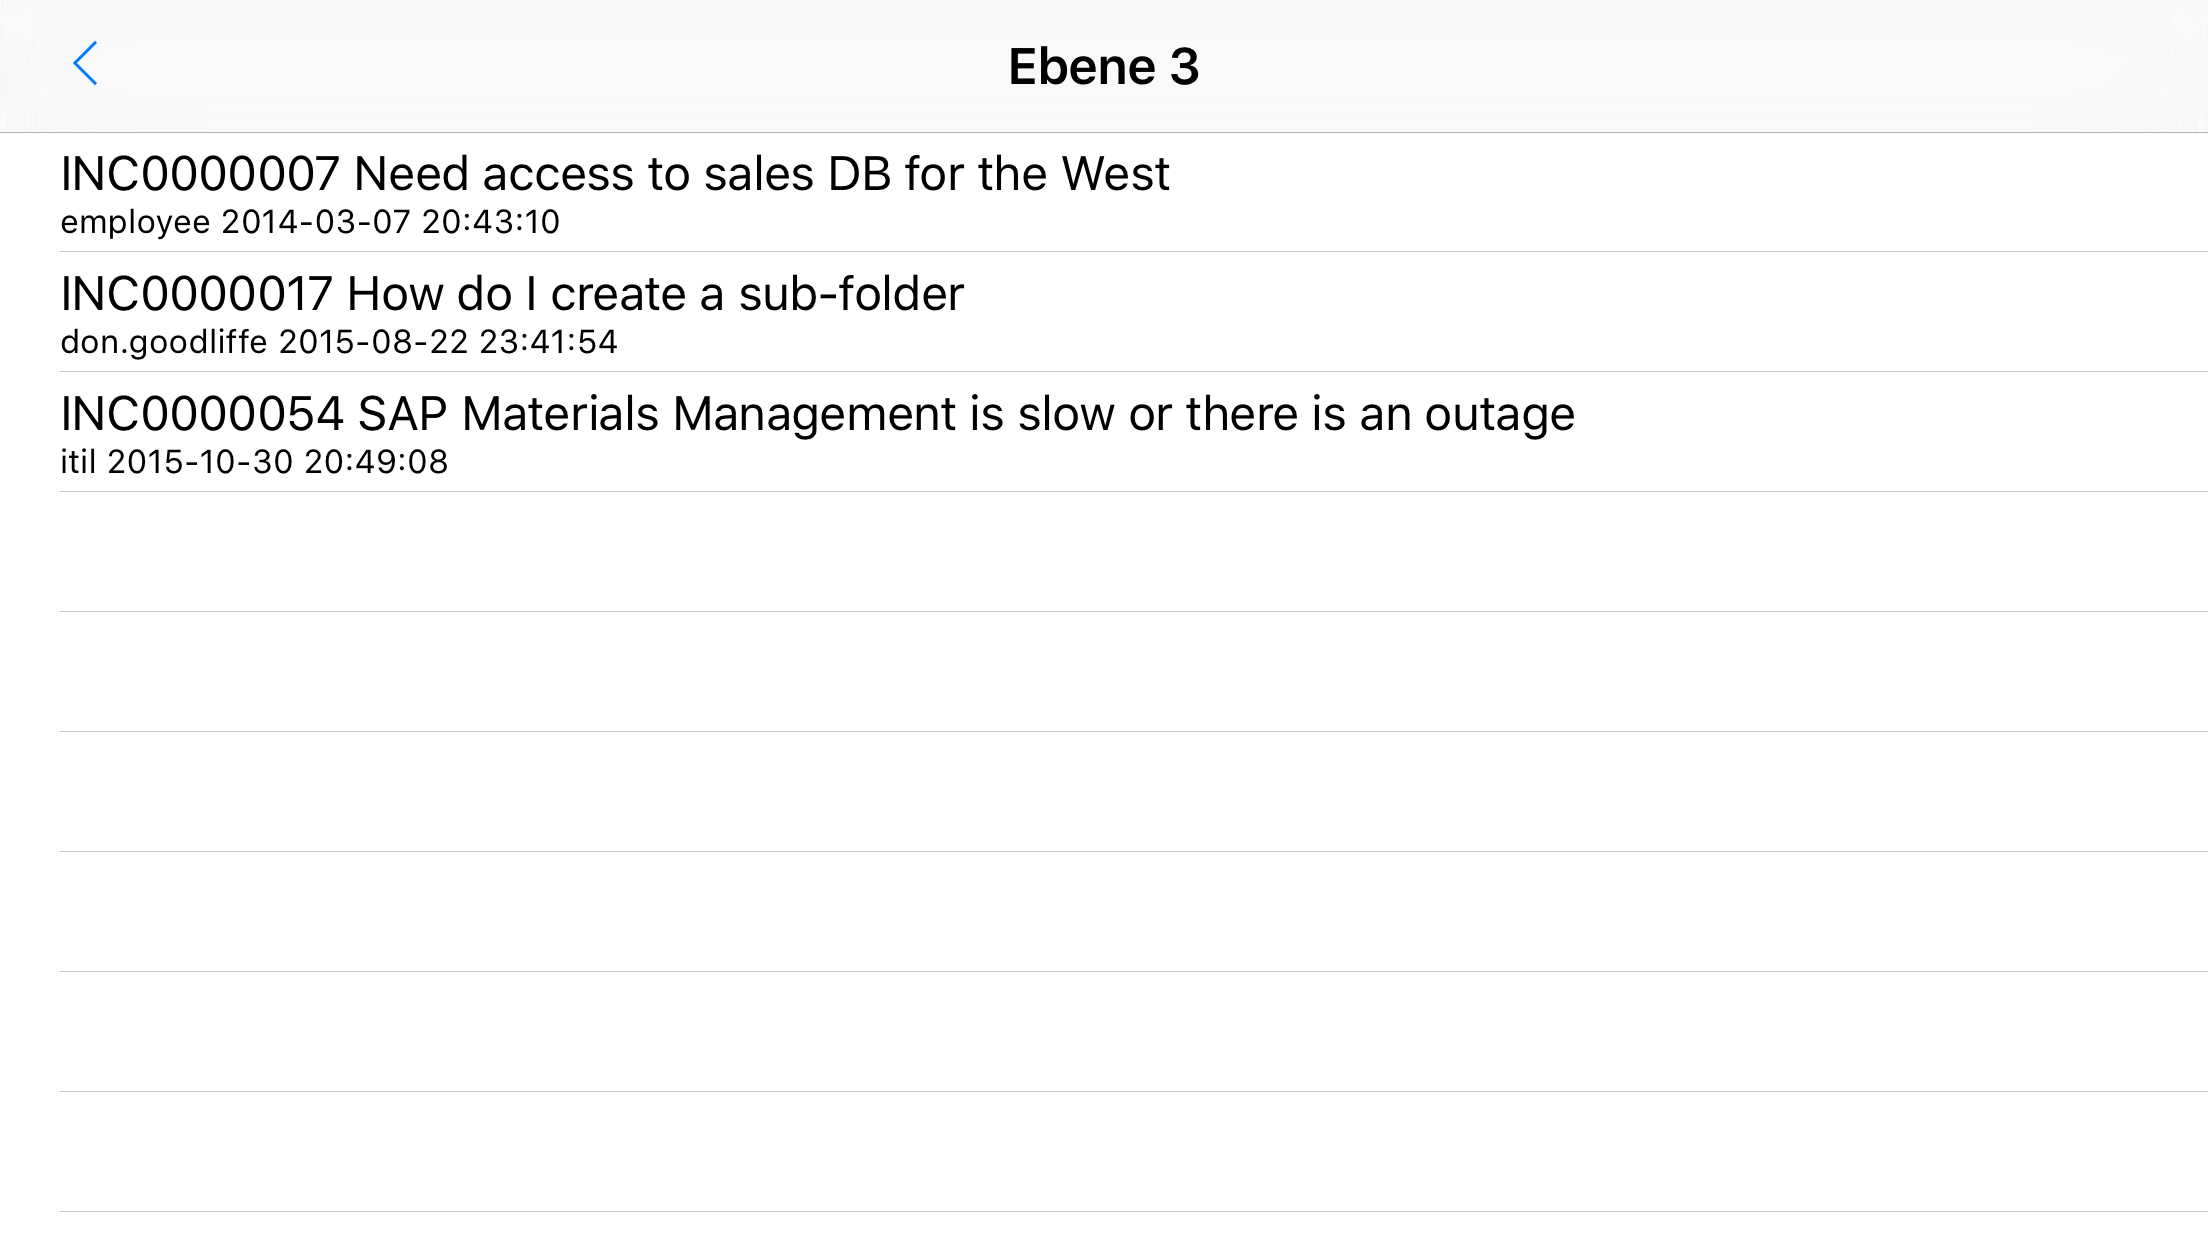 Ebene 3
INC0000007 Need access to sales DB for the West
employee 2014-03-07 20:43:10
INC0000017 How do I create a sub-folder
don.goodliffe 2015-08-22 23:41:54
INC0000054 SAP Materials Management is slow or there is an outage
itil 2015-10-30 20:49:08